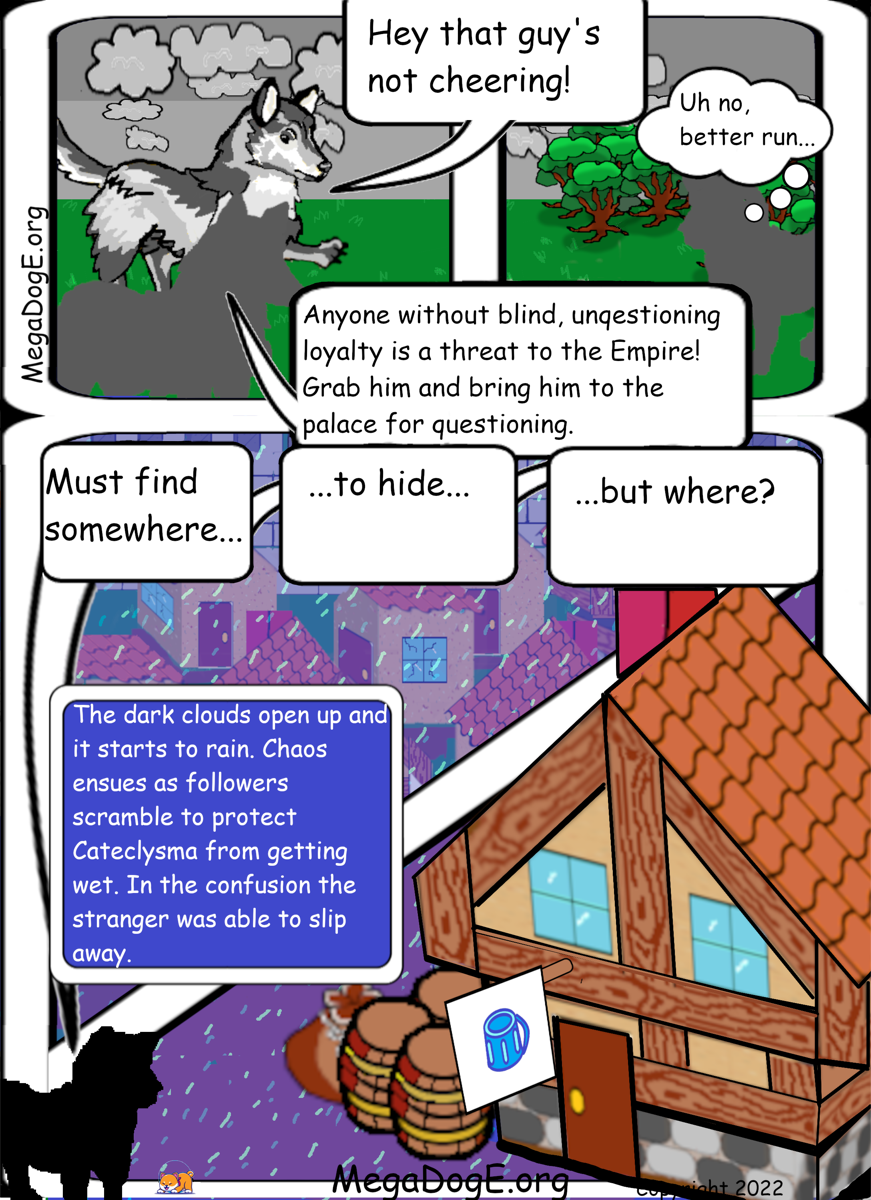 Hey that guy's
not cheering!
Uh no,
better run...
MegaDogE.org
Anyone without blind, unqestioning
loyalty is a threat to the Empire!
Grab him and bring him to the
palace for questioning.
Must find
somewhere...
...to hide...
...but where?
The dark clouds open up and
it starts to rain. Chaos
ensues as followers
scramble to protect
Cateclysma from getting
wet. In the confusion the
stranger was able to slip
away.
MegaDogE.org
Copyright 2022